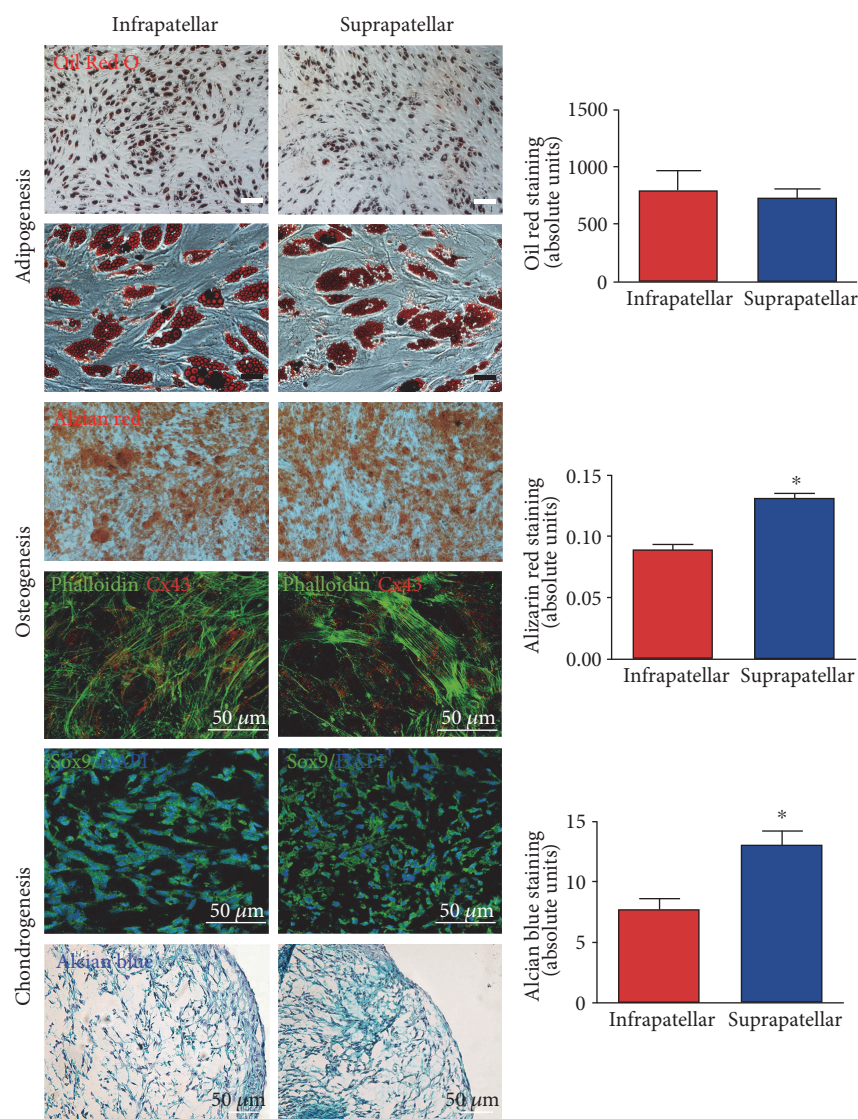 Infrapatellar
Suprapatellar
Adipogenesis
Oil Red O
Oil red staining
(absolute units)
1500
1000
500
0
Infrapatellar
Suprapatellar
Osteogenesis
Alzian red
Phalloidin Cx43
50 µm
Phalloidin Cx43
50 µm
Alizarin red staining
(absolute units)
0.15
0.10
0.05
0.00
*
Infrapatellar
Suprapatellar
Chondrogenesis
Sox9/DAPI
50 µm
Sox9/DAPI
50 µm
Alcian blue
50 µm
50 µm
Alcian blue staining
(absolute units)
15
10
5
0
*
Infrapatellar
Suprapatellar